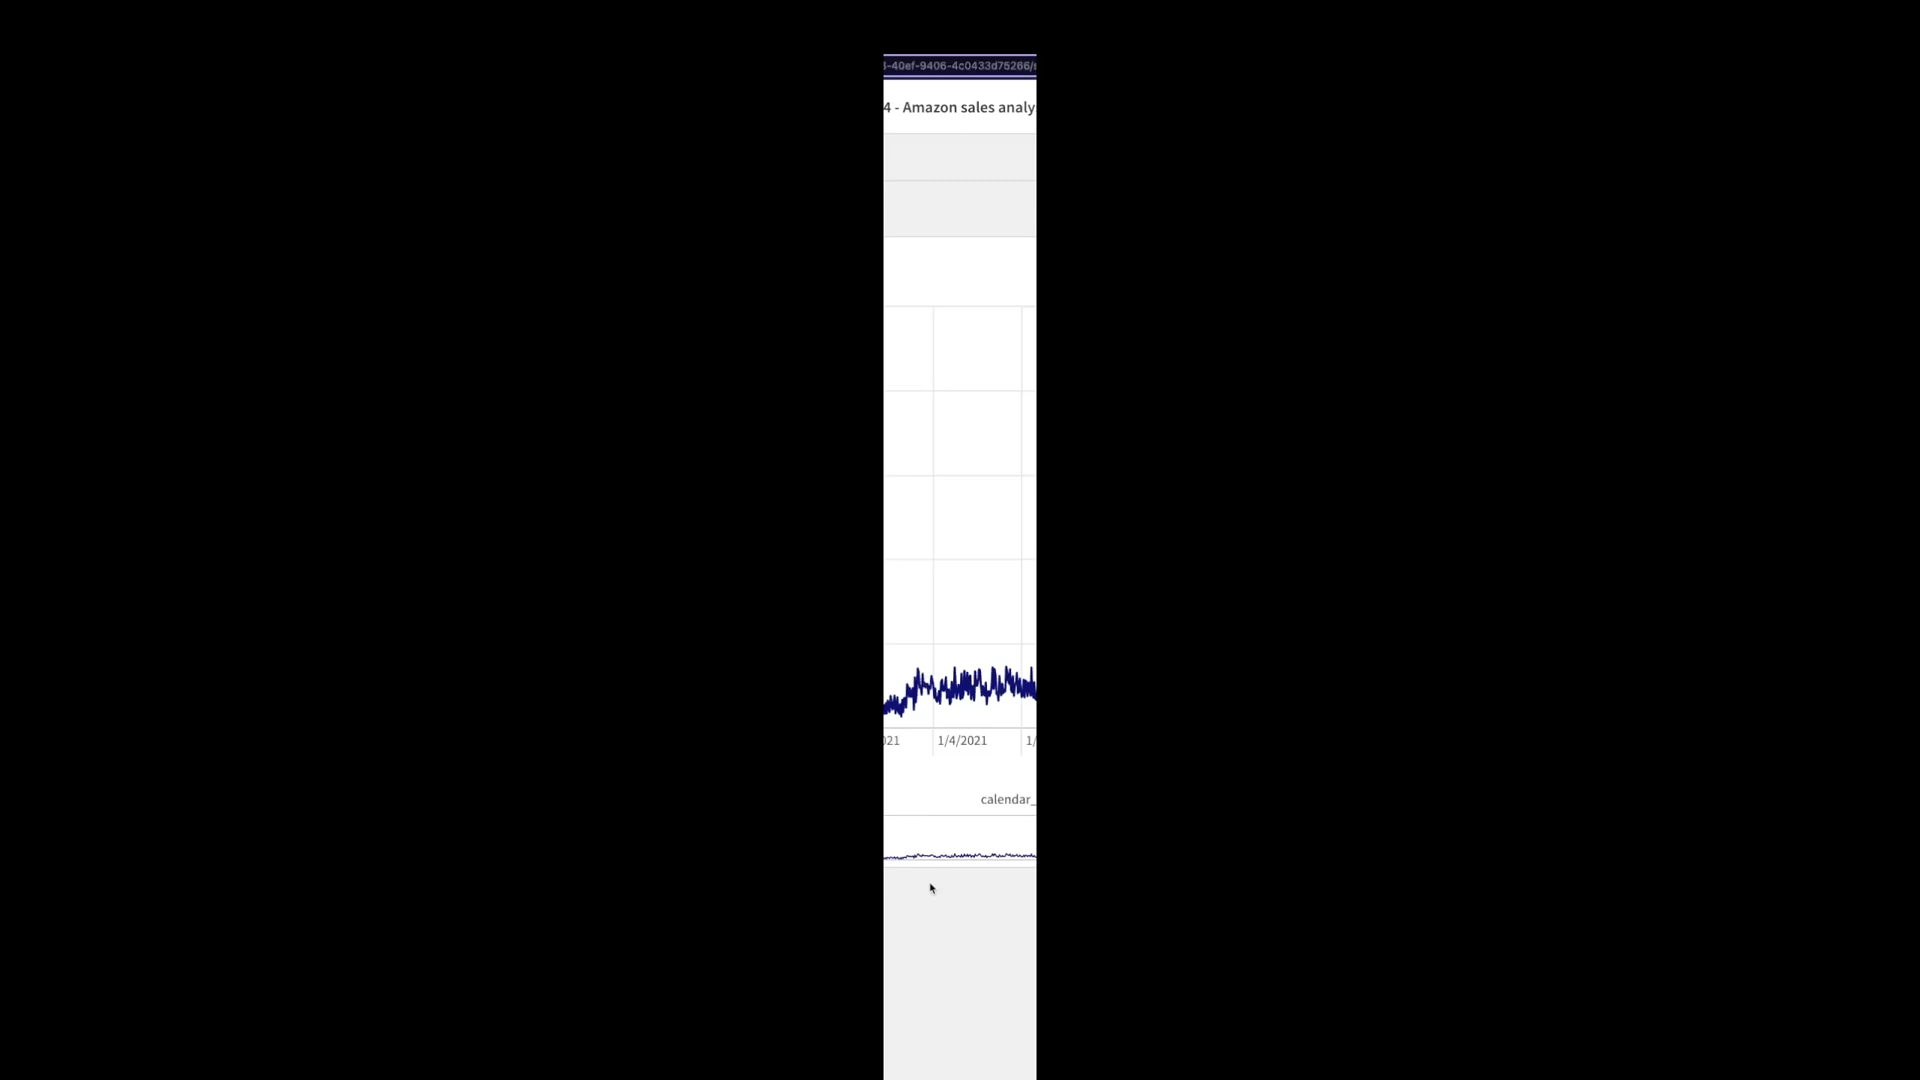 -40ef-9406-4c0433d75266/
4 - Amazon sales analy
021 1/4/2021 1/
calendar_